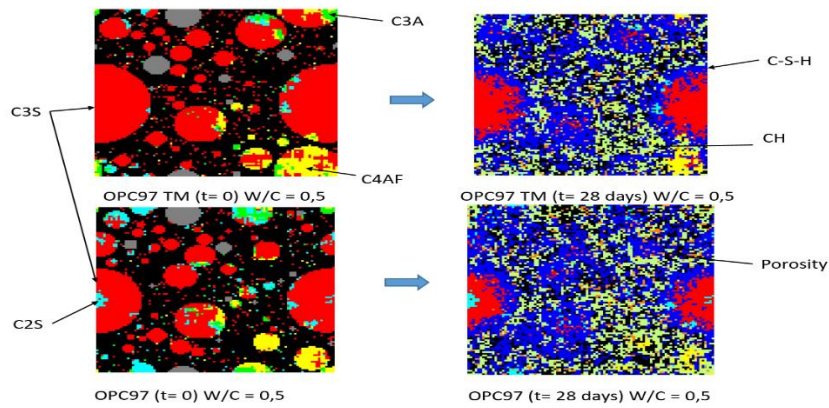 C3A
C-S-H
C3S
CH
C4AF
OPC97 TM (t= 0) W/C = 0,5
OPC97 TM (t= 28 days) W/C = 0,5
Porosity
C2S
OPC97 (t= 0) W/C = 0,5
OPC97 (t= 28 days) W/C = 0,5